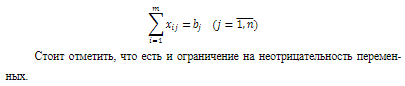 m
∑ x_{ij} = b_j   (j = \overline{1, n})
i=1
Стоит отметить, что есть и ограничение на неотрицательность перемен-
ных.